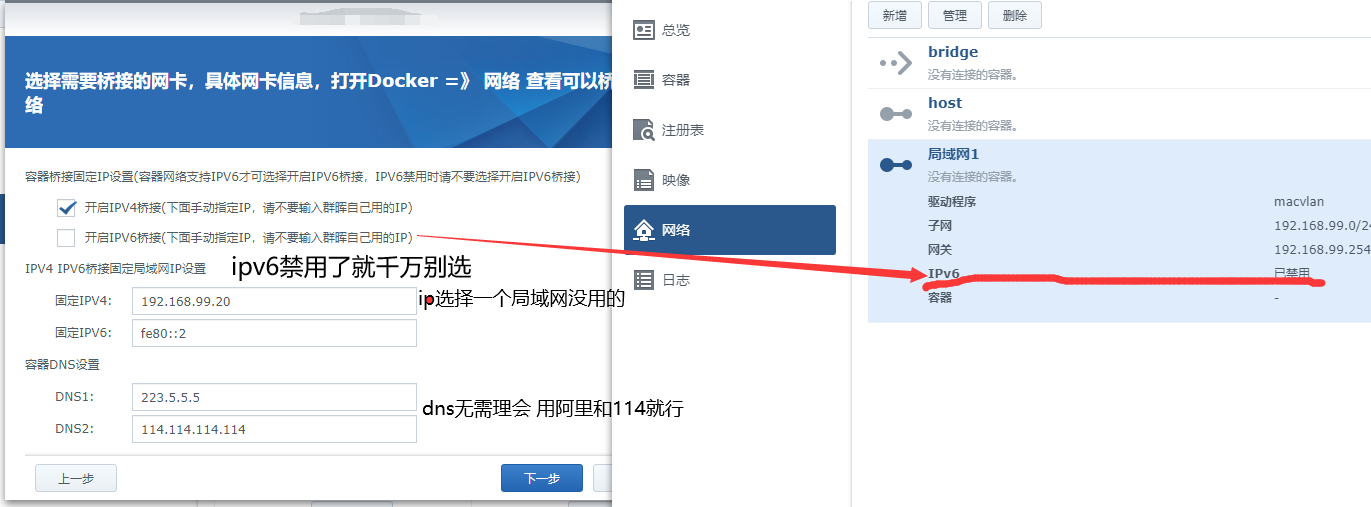 选择需要桥接的网卡，具体网卡信息，打开Docker =》 网络 查看可以桥
络
容器桥接固定IP设置(容器网络支持IPV6才可选择开启IPV6桥接，IPV6禁用时请不要选择开启IPV6桥接)
开启IPV4桥接(下面手动指定IP，请不要输入群晖自己用的IP)
开启IPV6桥接(下面手动指定IP，请不要输入群晖自己用的IP)
IPV4 IPV6桥接固定局域网IP设置
ipv6禁用了就千万别选
固定IPV4:
192.168.99.20
ip选择一个局域网没用的
固定IPV6:
fe80::2
容器DNS设置
DNS1:
223.5.5.5
dns无需理会 用阿里和114就行
DNS2:
114.114.114.114
上一步
下一步
总览
容器
注册表
映像
网络
日志
新增
管理
删除
bridge
没有连接的容器。
host
没有连接的容器。
局域网1
没有连接的容器。
驱动程序
macvlan
子网
192.168.99.0/24
网关
192.168.99.254
IPv6
已禁用
容器
-